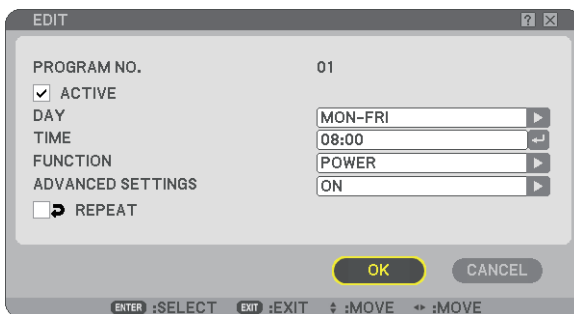 EDIT
PROGRAM NO. 01
ACTIVE
DAY MON-FRI
TIME 08:00
FUNCTION POWER
ADVANCED SETTINGS ON
REPEAT
OK CANCEL
ENTER :SELECT EXIT :EXIT :MOVE :MOVE